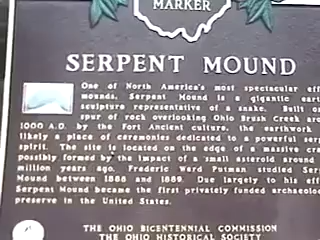 MARKER
SERPENT MOUND
One of North America's most spectacular eff
mounds. Serpent Mound is a gigantic eart
sculpture representative of a snake. Built on
spur of rock overlooking Ohio Brush Creek aro
1000 A.D. by the Fort Ancient culture, the earthwork
likely a place of ceremonies dedicated to a powerful ser
spirit. The site is located on the edge of a massive cra
possibly formed by the impact of a small asteroid around
million years ago. Frederic Ward Putman studied Ser
Mound between 1886 and 1889. Due largely to his eff
Serpent Mound became the first privately funded archaeolo
preserve in the United States.
THE OHIO BICENTENNIAL COMMISSION
THE OHIO HISTORICAL SOCIETY